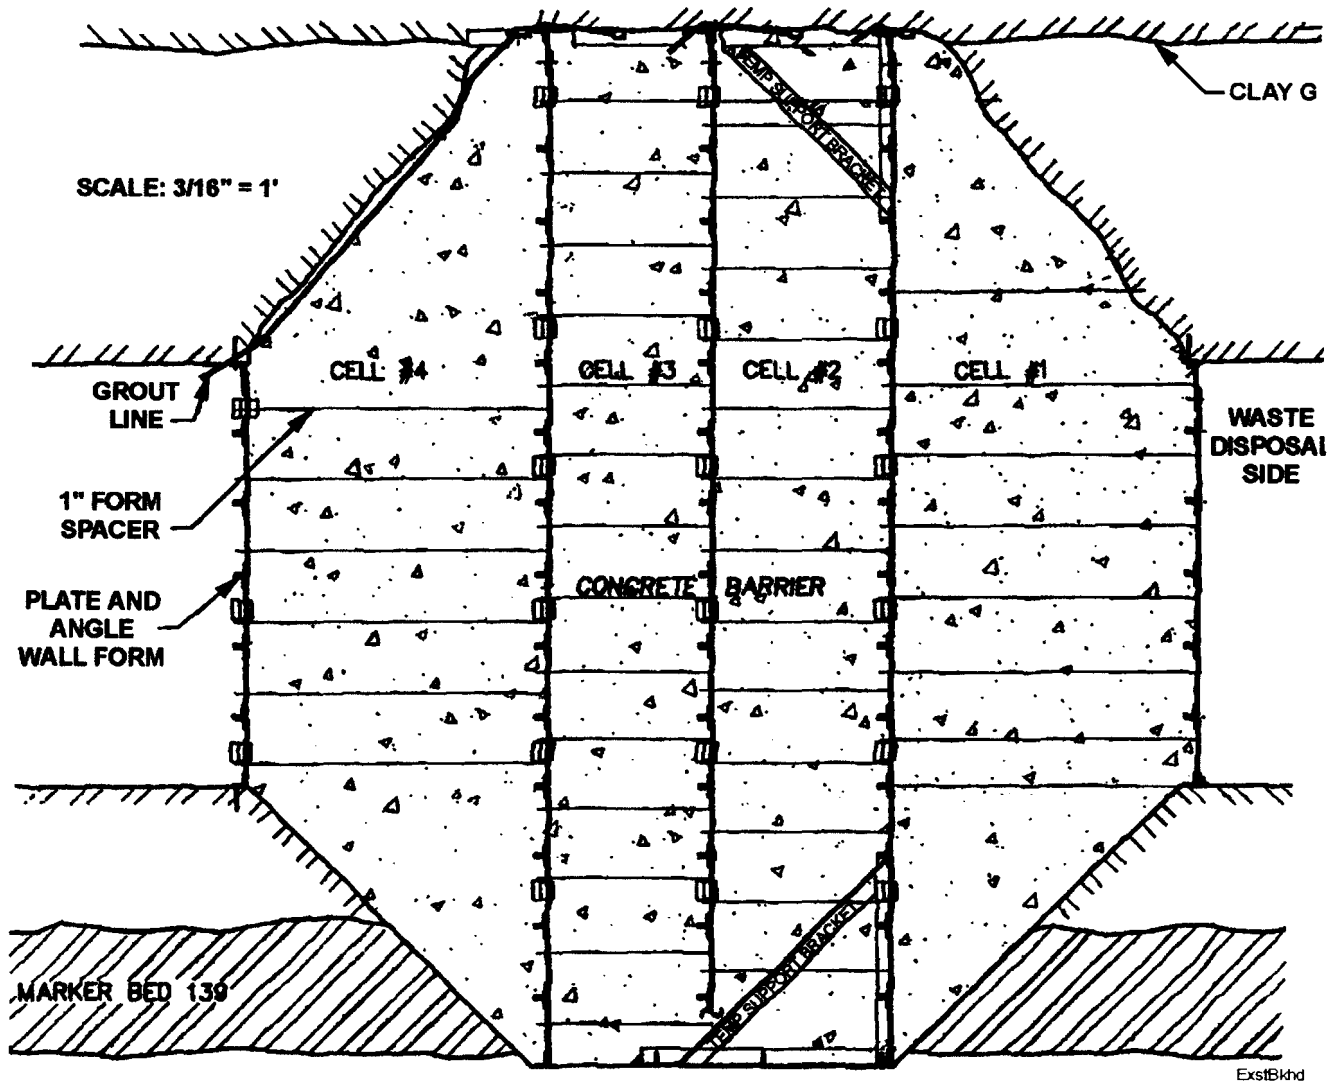 CLAY G
TEMP SUPPORT BRACKET
SCALE: 3/16" = 1'
CELL #4
CELL #3
CELL #2
CELL #1
GROUT
LINE
WASTE
DISPOSAL
SIDE
1" FORM
SPACER
CONCRETE BARRIER
PLATE AND
ANGLE
WALL FORM
TEMP SUPPORT BRACKET
MARKER BED 139
ExstBkhd